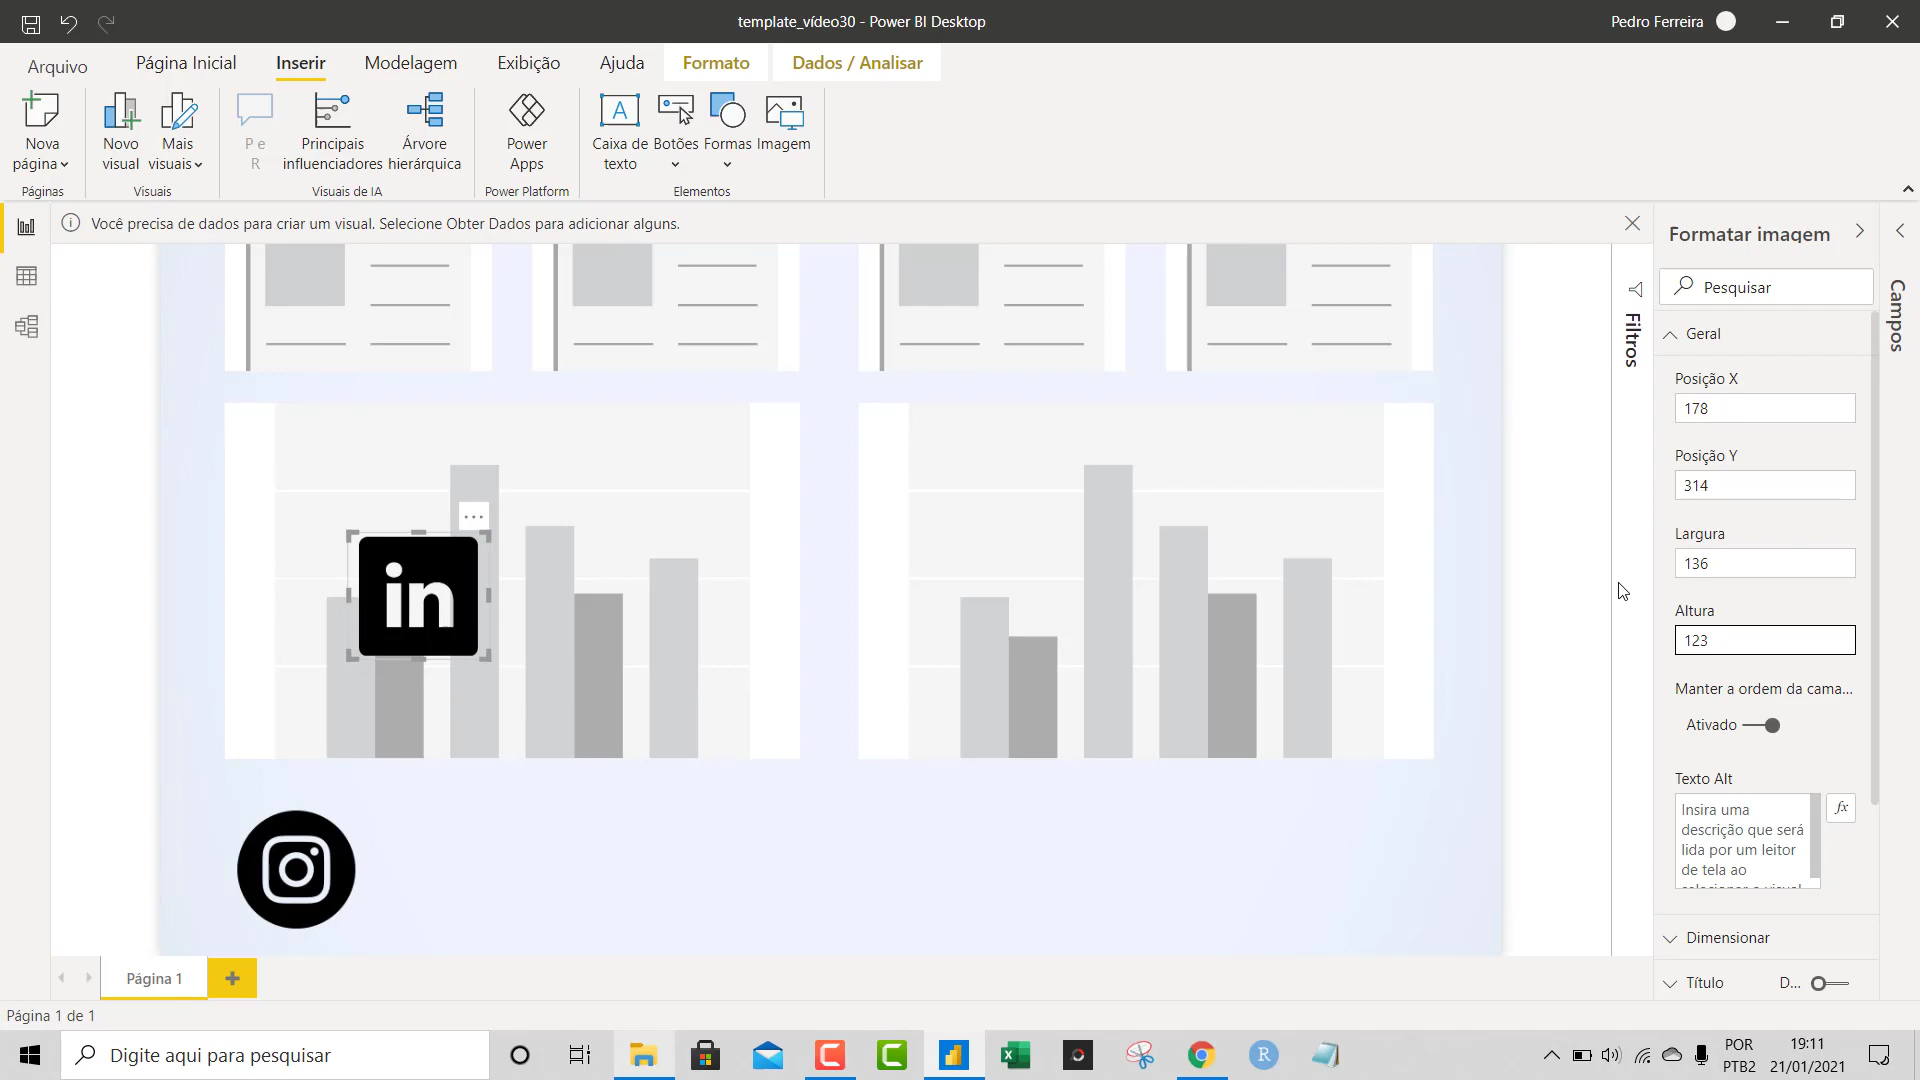 template_vídeo30 - Power BI Desktop
Pedro Ferreira
Arquivo
Página Inicial
Inserir
Modelagem
Exibição
Ajuda
Formato
Dados / Analisar
Nova página
Novo visual
Mais visuais
P e R
Principais influenciadores
Árvore hierárquica
Power Apps
Caixa de texto
Botões
Formas
Imagem
Páginas
Visuais
Visuais de IA
Power Platform
Elementos
Você precisa de dados para criar um visual. Selecione Obter Dados para adicionar alguns.
in
Filtros
Formatar imagem
Pesquisar
Geral
Posição X
178
Posição Y
314
Largura
136
Altura
123
Manter a ordem da cama...
Ativado
Texto Alt
Insira uma
descrição que será
lida por um leitor
de tela ao
fx
Dimensionar
Título
D...
Campos
Página 1
Página 1 de 1
Digite aqui para pesquisar
R
POR
PTB2
19:11
21/01/2021